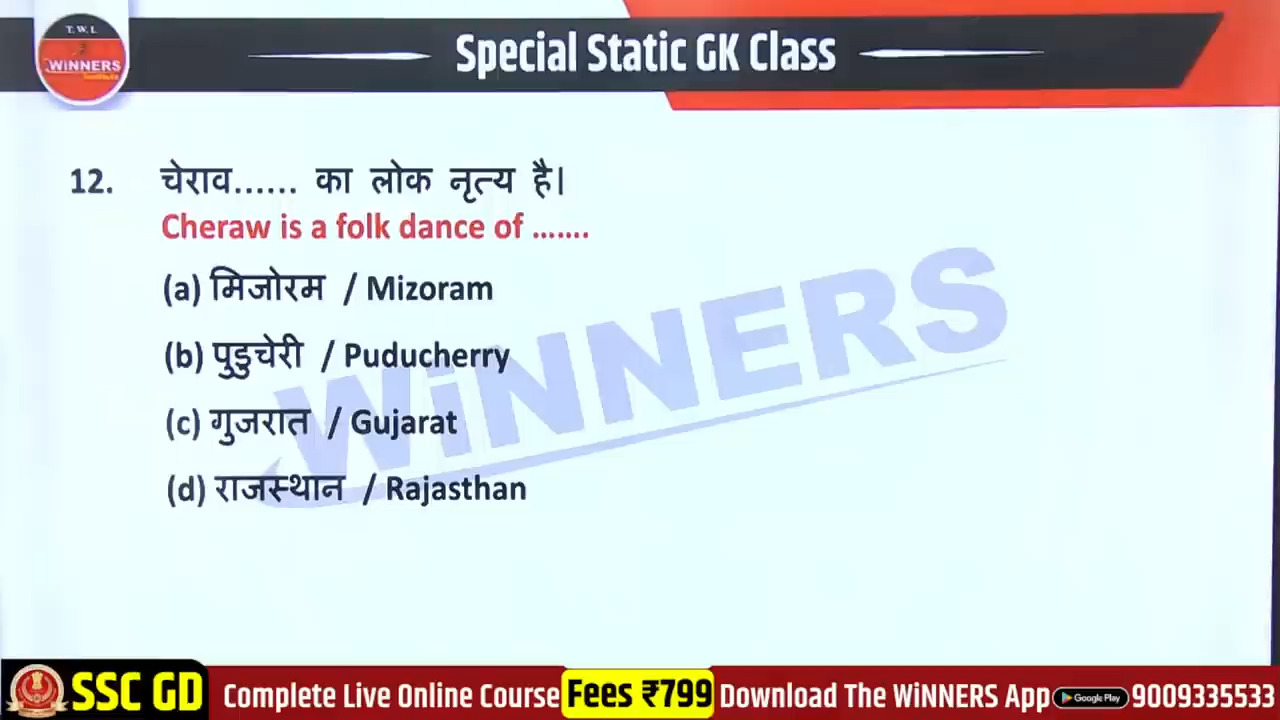 T. W. I.
WiNNERS
Special Static GK Class
12. चेराव...... का लोक नृत्य है।
Cheraw is a folk dance of .......
(a) मिजोरम / Mizoram
(b) पुडुचेरी / Puducherry
(c) गुजरात / Gujarat
(d) राजस्थान / Rajasthan
WiNNERS
SSC GD Complete Live Online Course Fees ₹799 Download The WiNNERS App Google Play 9009335533